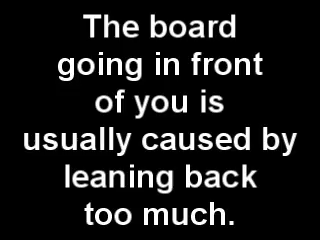 The board
going in front
of you is
usually caused by
leaning back
too much.